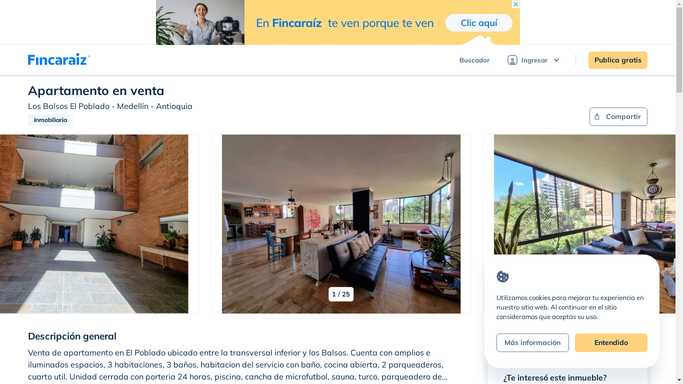 En Fincaraíz te ven porque te ven
Clic aquí
Fincaraíz
Buscador
Ingresar
Publica gratis
Apartamento en venta
Los Balsos El Poblado - Medellín - Antioquia
Inmobiliaria
Compartir
1 / 25
Descripción general
Venta de apartamento en El Poblado ubicado entre la transversal inferior y los Balsos. Cuenta con amplios e
iluminados espacios, 3 habitaciones, 3 baños, habitacion del servicio con baño, cocina abierta, 2 parqueaderos,
cuarto util. Unidad cerrada con porteria 24 horas, piscina, cancha de microfutbol, sauna, turco, parqueadero de...
Utilizamos cookies para mejorar tu experiencia en
nuestro sitio web. Al continuar en el sitio
consideramos que aceptas su uso.
Más información
Entendido
¿Te interesó este inmueble?